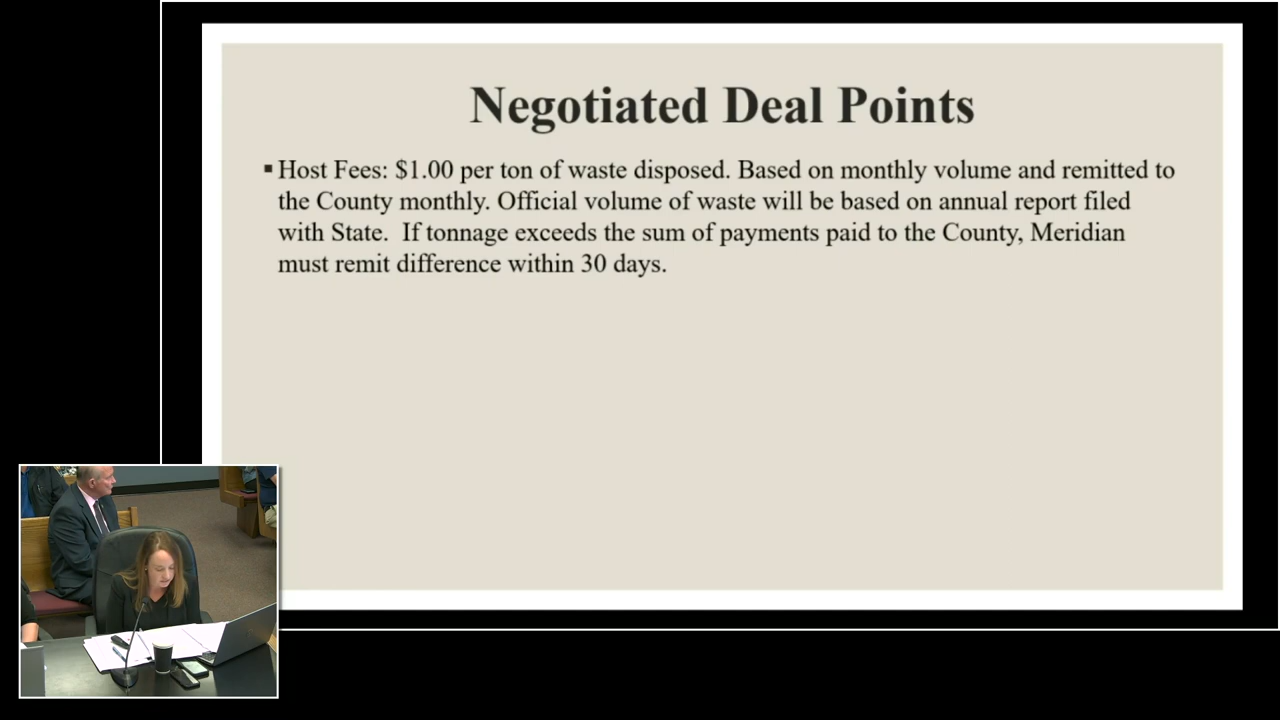 Negotiated Deal Points
▪ Host Fees: $1.00 per ton of waste disposed. Based on monthly volume and remitted to
the County monthly. Official volume of waste will be based on annual report filed
with State.  If tonnage exceeds the sum of payments paid to the County, Meridian
must remit difference within 30 days.